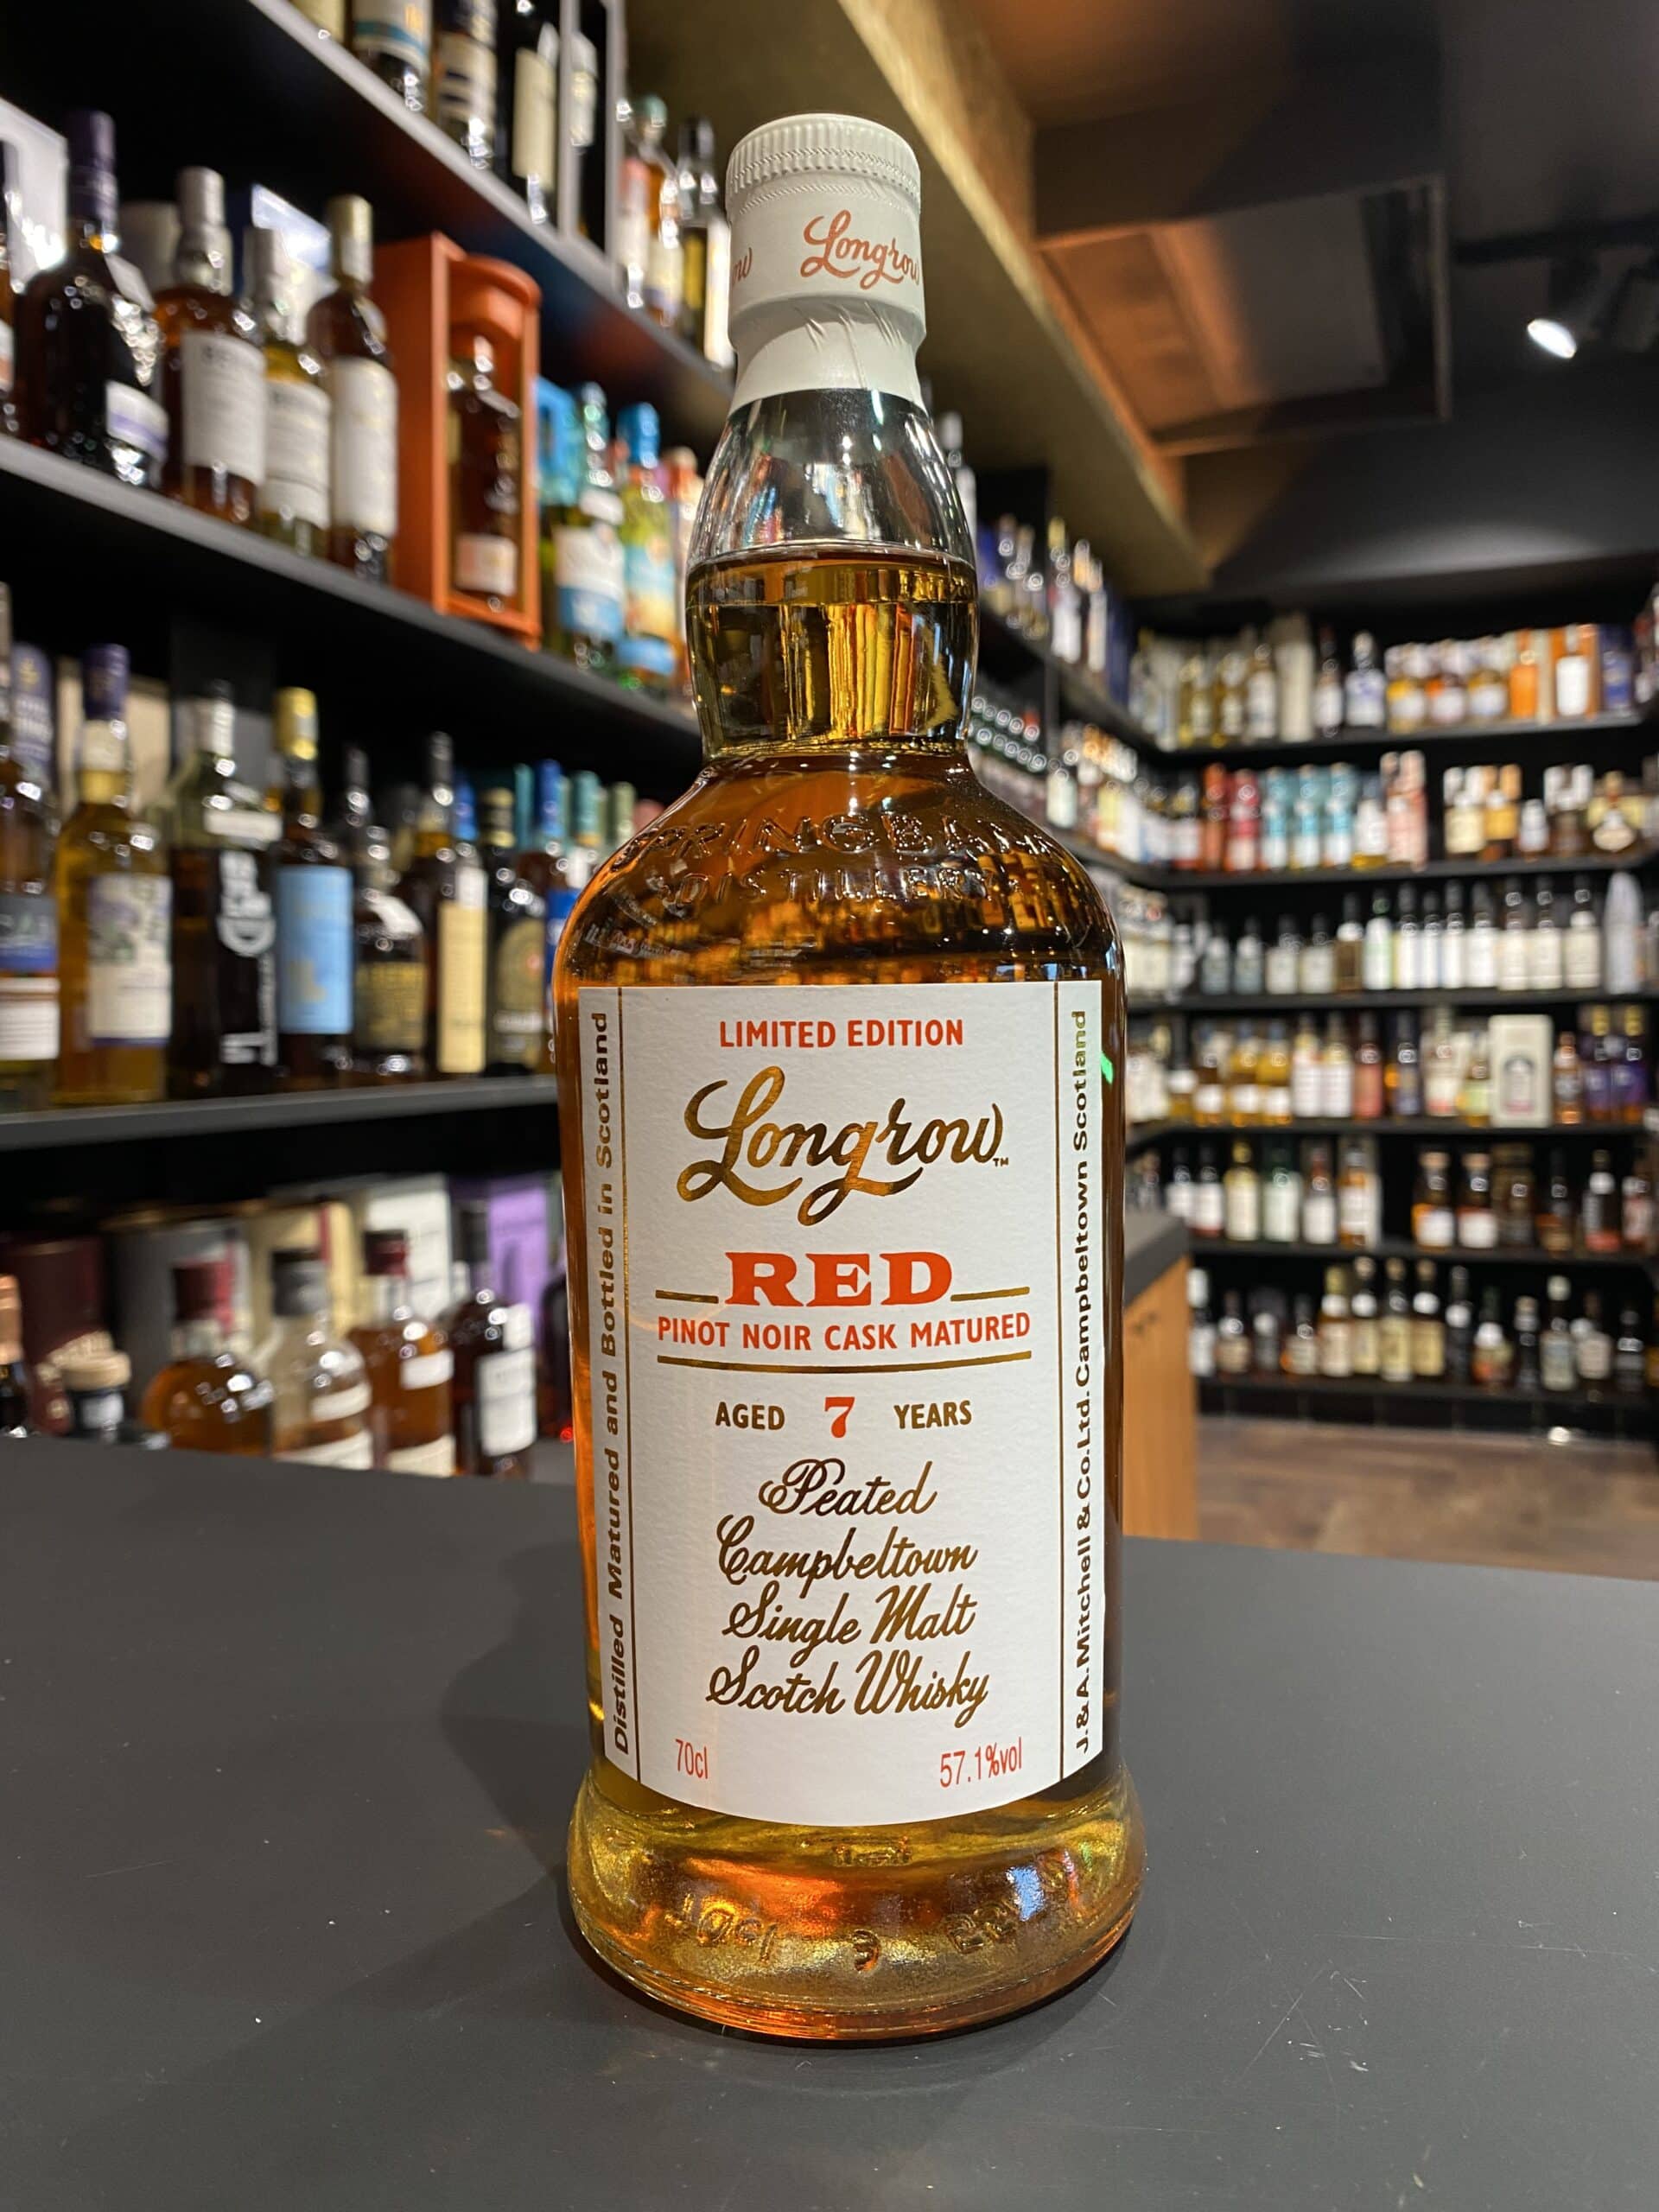 Longrow
SPRINGBANK
DISTILLERY
LIMITED EDITION
Longrow™
RED
PINOT NOIR CASK MATURED
AGED 7 YEARS
Peated
Campbeltown
Single Malt
Scotch Whisky
70cl 57.1%vol
Distilled Matured and Bottled in Scotland
J.&A.Mitchell & Co.Ltd. Campbeltown Scotland